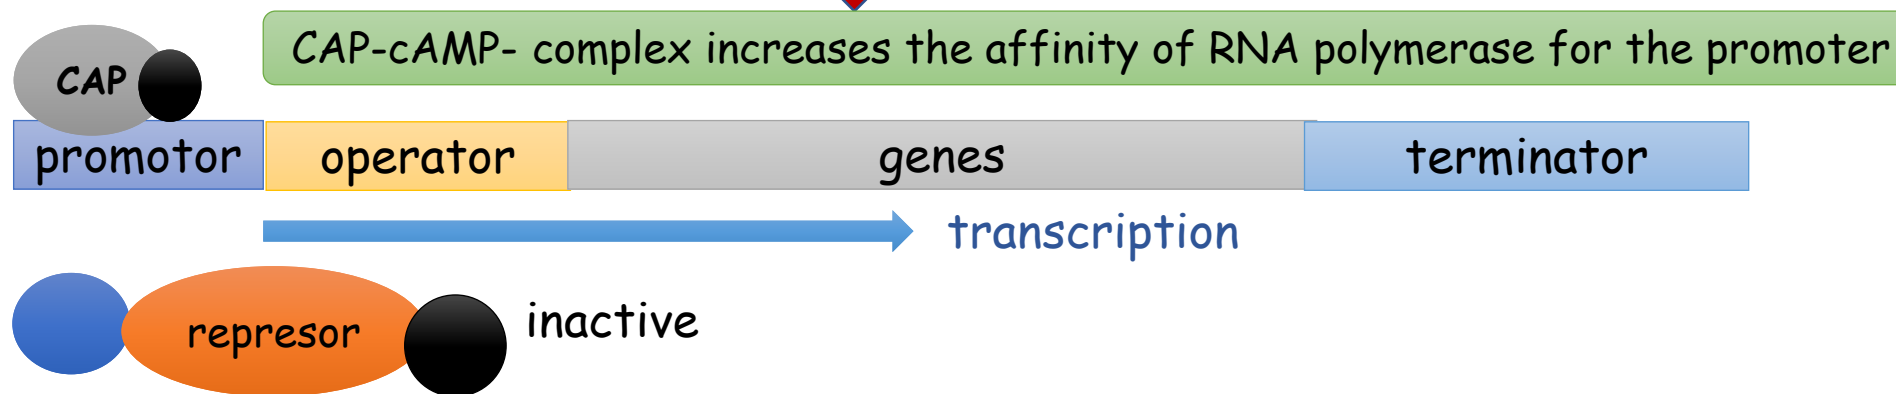 CAP-cAMP- complex increases the affinity of RNA polymerase for the promoter
CAP
promotor operator genes terminator
transcription
represor inactive